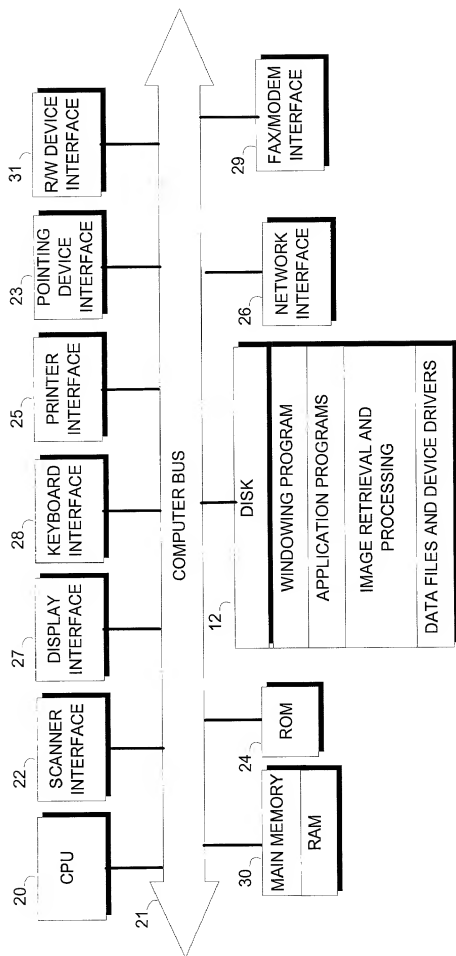 20
CPU
22
SCANNER
INTERFACE
27
DISPLAY
INTERFACE
28
KEYBOARD
INTERFACE
25
PRINTER
INTERFACE
23
POINTING
DEVICE
INTERFACE
31
R/W DEVICE
INTERFACE
21
COMPUTER BUS
30
MAIN MEMORY
RAM
24
ROM
12
DISK
WINDOWING PROGRAM
APPLICATION PROGRAMS
IMAGE RETRIEVAL AND
PROCESSING
DATA FILES AND DEVICE DRIVERS
26
NETWORK
INTERFACE
29
FAX/MODEM
INTERFACE